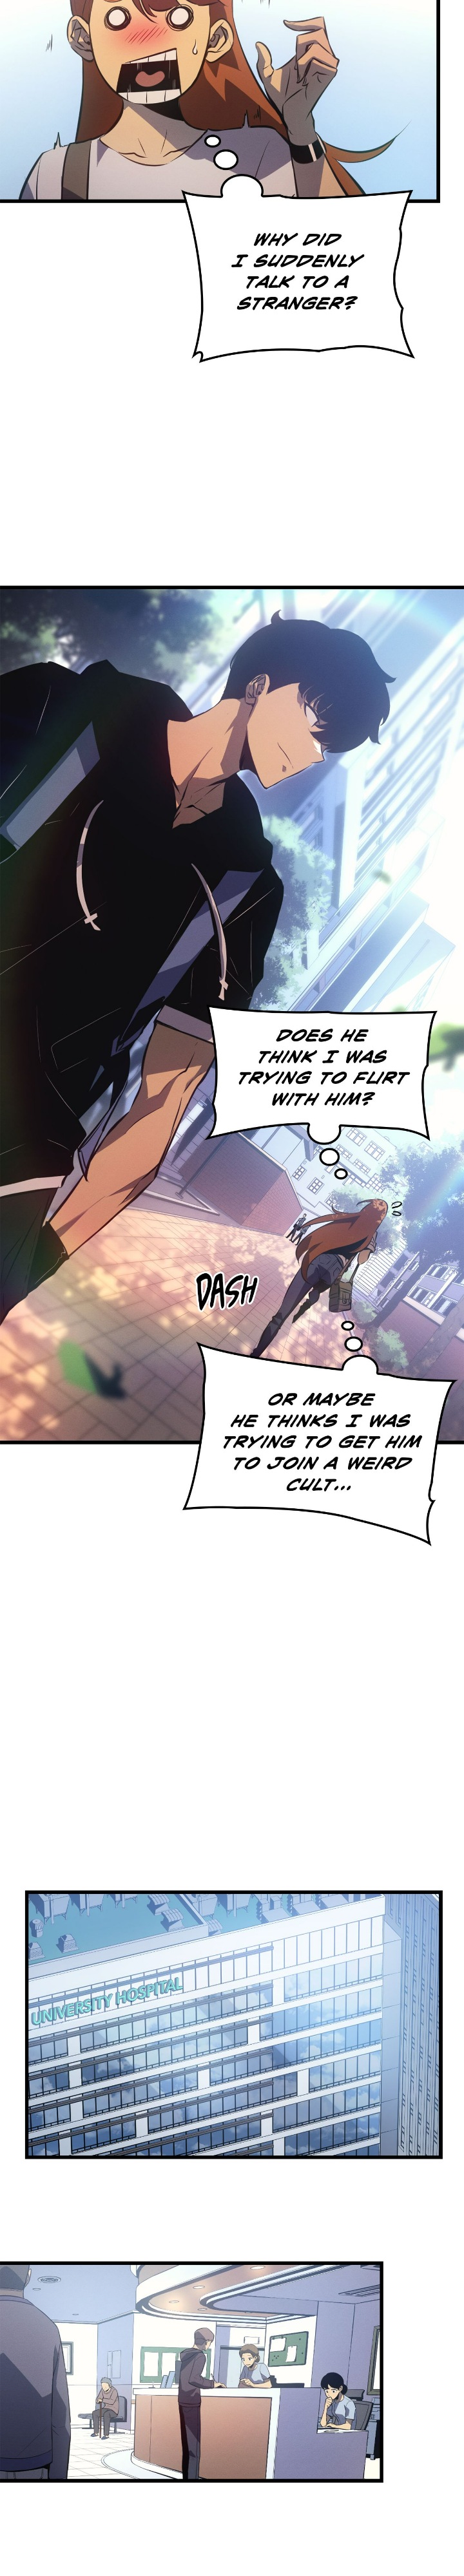 WHY DID
I SUDDENLY
TALK TO A
STRANGER?
DOES HE
THINK I WAS
TRYING TO FLIRT
WITH HIM?
DASH
OR MAYBE
HE THINKS I WAS
TRYING TO GET HIM
TO JOIN A WEIRD
CULT...
UNIVERSITY HOSPITAL